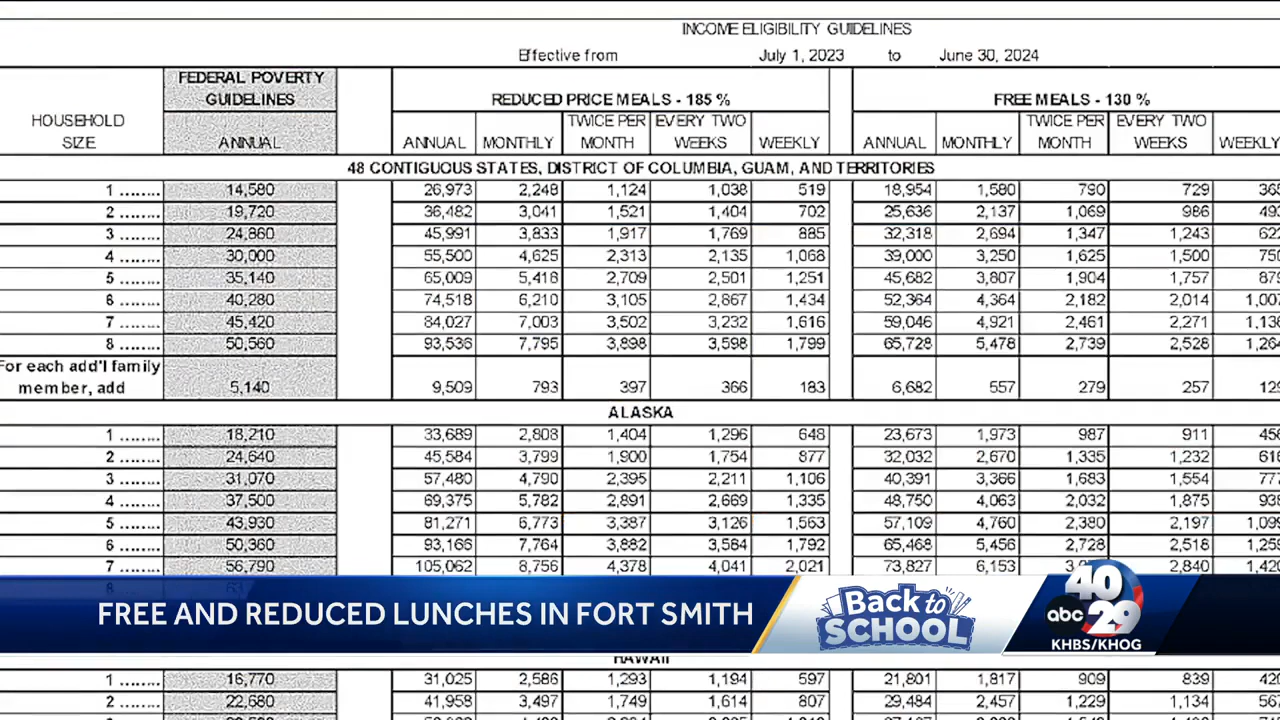 INCOME ELIGIBILITY GUIDELINES
Effective from July 1, 2023 to June 30, 2024
FEDERAL POVERTY
GUIDELINES REDUCED PRICE MEALS - 185 % FREE MEALS - 130 %
HOUSEHOLD TWICE PER EVERY TWO TWICE PER EVERY TWO
SIZE ANNUAL ANNUAL MONTHLY MONTH WEEKS WEEKLY ANNUAL MONTHLY MONTH WEEKS WEEKLY
48 CONTIGUOUS STATES, DISTRICT OF COLUMBIA, GUAM, AND TERRITORIES
1 ........ 14,580 26,973 2,248 1,124 1,038 519 18,954 1,580 790 729
2 ........ 19,720 36,482 3,041 1,521 1,404 702 25,636 2,137 1,069 986
3 ........ 24,860 45,991 3,833 1,917 1,769 885 32,318 2,694 1,347 1,243
4 ........ 30,000 55,500 4,625 2,313 2,135 1,068 39,000 3,250 1,625 1,500
5 ........ 35,140 65,009 5,418 2,709 2,501 1,251 45,682 3,807 1,904 1,757
6 ........ 40,280 74,518 6,210 3,105 2,867 1,434 52,364 4,364 2,182 2,014 1,007
7 ........ 45,420 84,027 7,003 3,502 3,232 1,616 59,046 4,921 2,461 2,271 1,136
8 ........ 50,560 93,536 7,795 3,898 3,598 1,799 65,728 5,478 2,739 2,528 1,264
For each add'l family
member, add 5,140 9,509 793 397 366 183 6,682 557 279 257
ALASKA
1 ........ 18,210 33,689 2,808 1,404 1,296 648 23,673 1,973 987 911
2 ........ 24,640 45,584 3,799 1,900 1,754 877 32,032 2,670 1,335 1,232
3 ........ 31,070 57,480 4,790 2,395 2,211 1,106 40,391 3,366 1,683 1,554
4 ........ 37,500 69,375 5,782 2,891 2,669 1,335 48,750 4,063 2,032 1,875
5 ........ 43,930 81,271 6,773 3,387 3,126 1,563 57,109 4,760 2,380 2,197 1,099
6 ........ 50,360 93,166 7,764 3,882 3,584 1,792 65,468 5,456 2,728 2,518 1,259
7 ........ 56,790 105,062 8,756 4,378 4,041 2,021 73,827 6,153 2,840 1,420
FREE AND REDUCED LUNCHES IN FORT SMITH
Back to
SCHOOL
40
abc 29
KHBS/KHOG
HAWAII
1 ........ 16,770 31,025 2,586 1,293 1,194 597 21,801 1,817 909 839
2 ........ 22,680 41,958 3,497 1,749 1,614 807 29,484 2,457 1,229 1,134